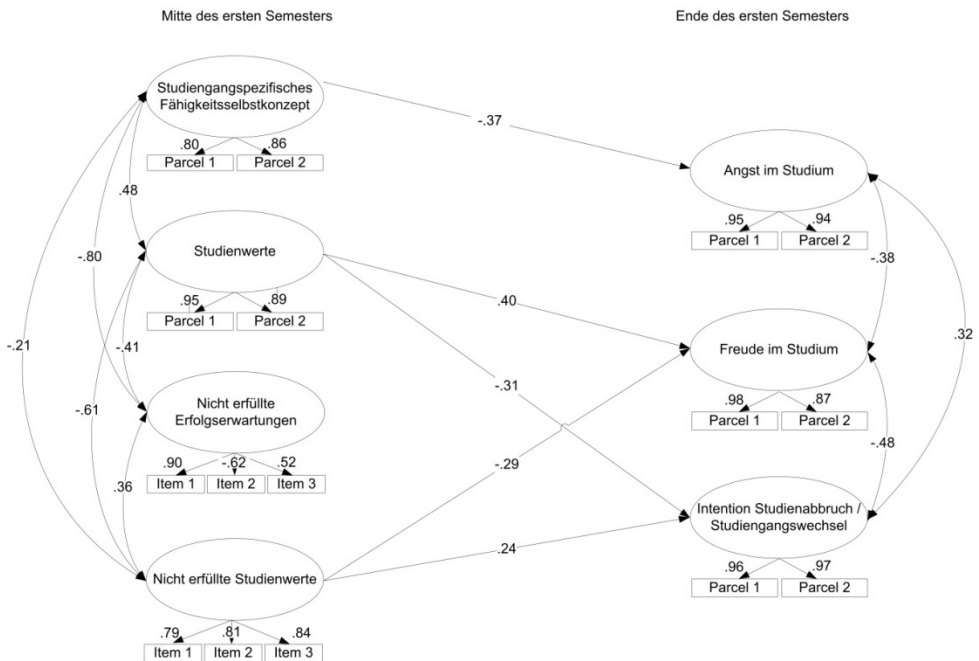 Mitte des ersten Semesters
Ende des ersten Semesters
Studiengangspezifisches
Fähigkeitsselbstkonzept
.80
.86
Parcel 1
Parcel 2
-.37
Angst im Studium
.95
.94
Parcel 1
Parcel 2
.48
Studienwerte
.95
.89
Parcel 1
Parcel 2
-.80
-.38
.40
.32
-.21
-.41
Freude im Studium
.98
.87
Parcel 1
Parcel 2
-.31
Nicht erfüllte
Erfolgserwartungen
-.61
.90
-.62
.52
Item 1
Item 2
Item 3
-.29
-.48
.36
Intention Studienabbruch /
Studiengangswechsel
.96
.97
Parcel 1
Parcel 2
.24
Nicht erfüllte Studienwerte
.79
.81
.84
Item 1
Item 2
Item 3